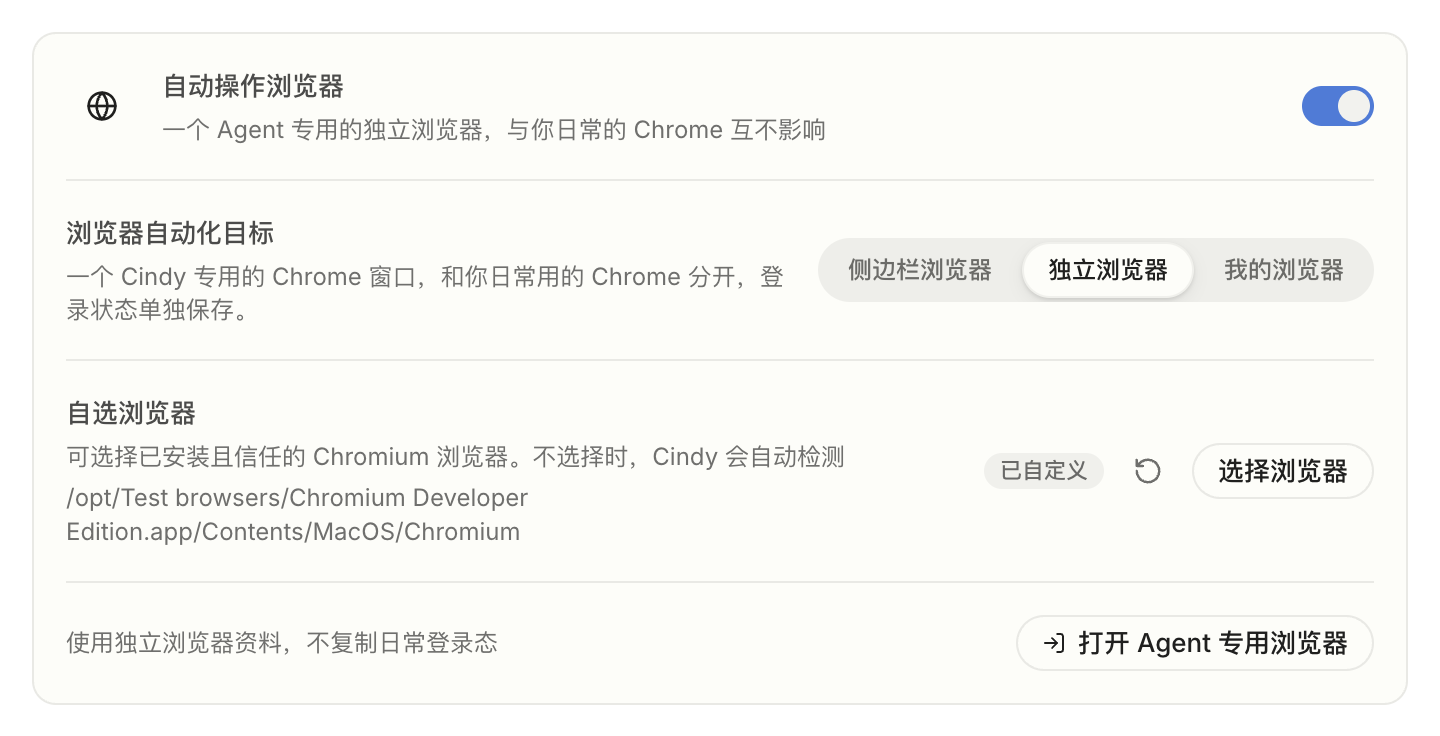 自动操作浏览器
一个 Agent 专用的独立浏览器，与你日常的 Chrome 互不影响
浏览器自动化目标
一个 Cindy 专用的 Chrome 窗口，和你日常用的 Chrome 分开，登
录状态单独保存。
侧边栏浏览器 独立浏览器 我的浏览器
自选浏览器
可选择已安装且信任的 Chromium 浏览器。不选择时，Cindy 会自动检测
/opt/Test browsers/Chromium Developer
Edition.app/Contents/MacOS/Chromium
已自定义 选择浏览器
使用独立浏览器资料，不复制日常登录态
打开 Agent 专用浏览器